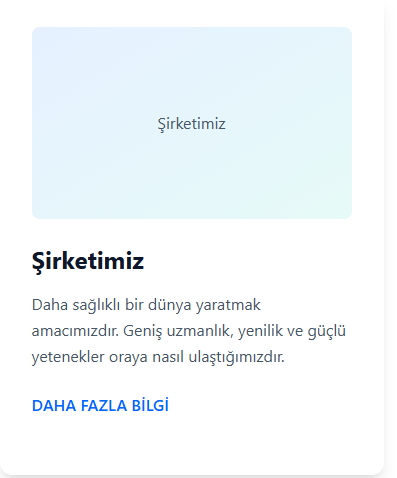 Şirketimiz
Şirketimiz
Daha sağlıklı bir dünya yaratmak
amacımızdır. Geniş uzmanlık, yenilik ve güçlü
yetenekler oraya nasıl ulaştığımızdır.
DAHA FAZLA BİLGİ